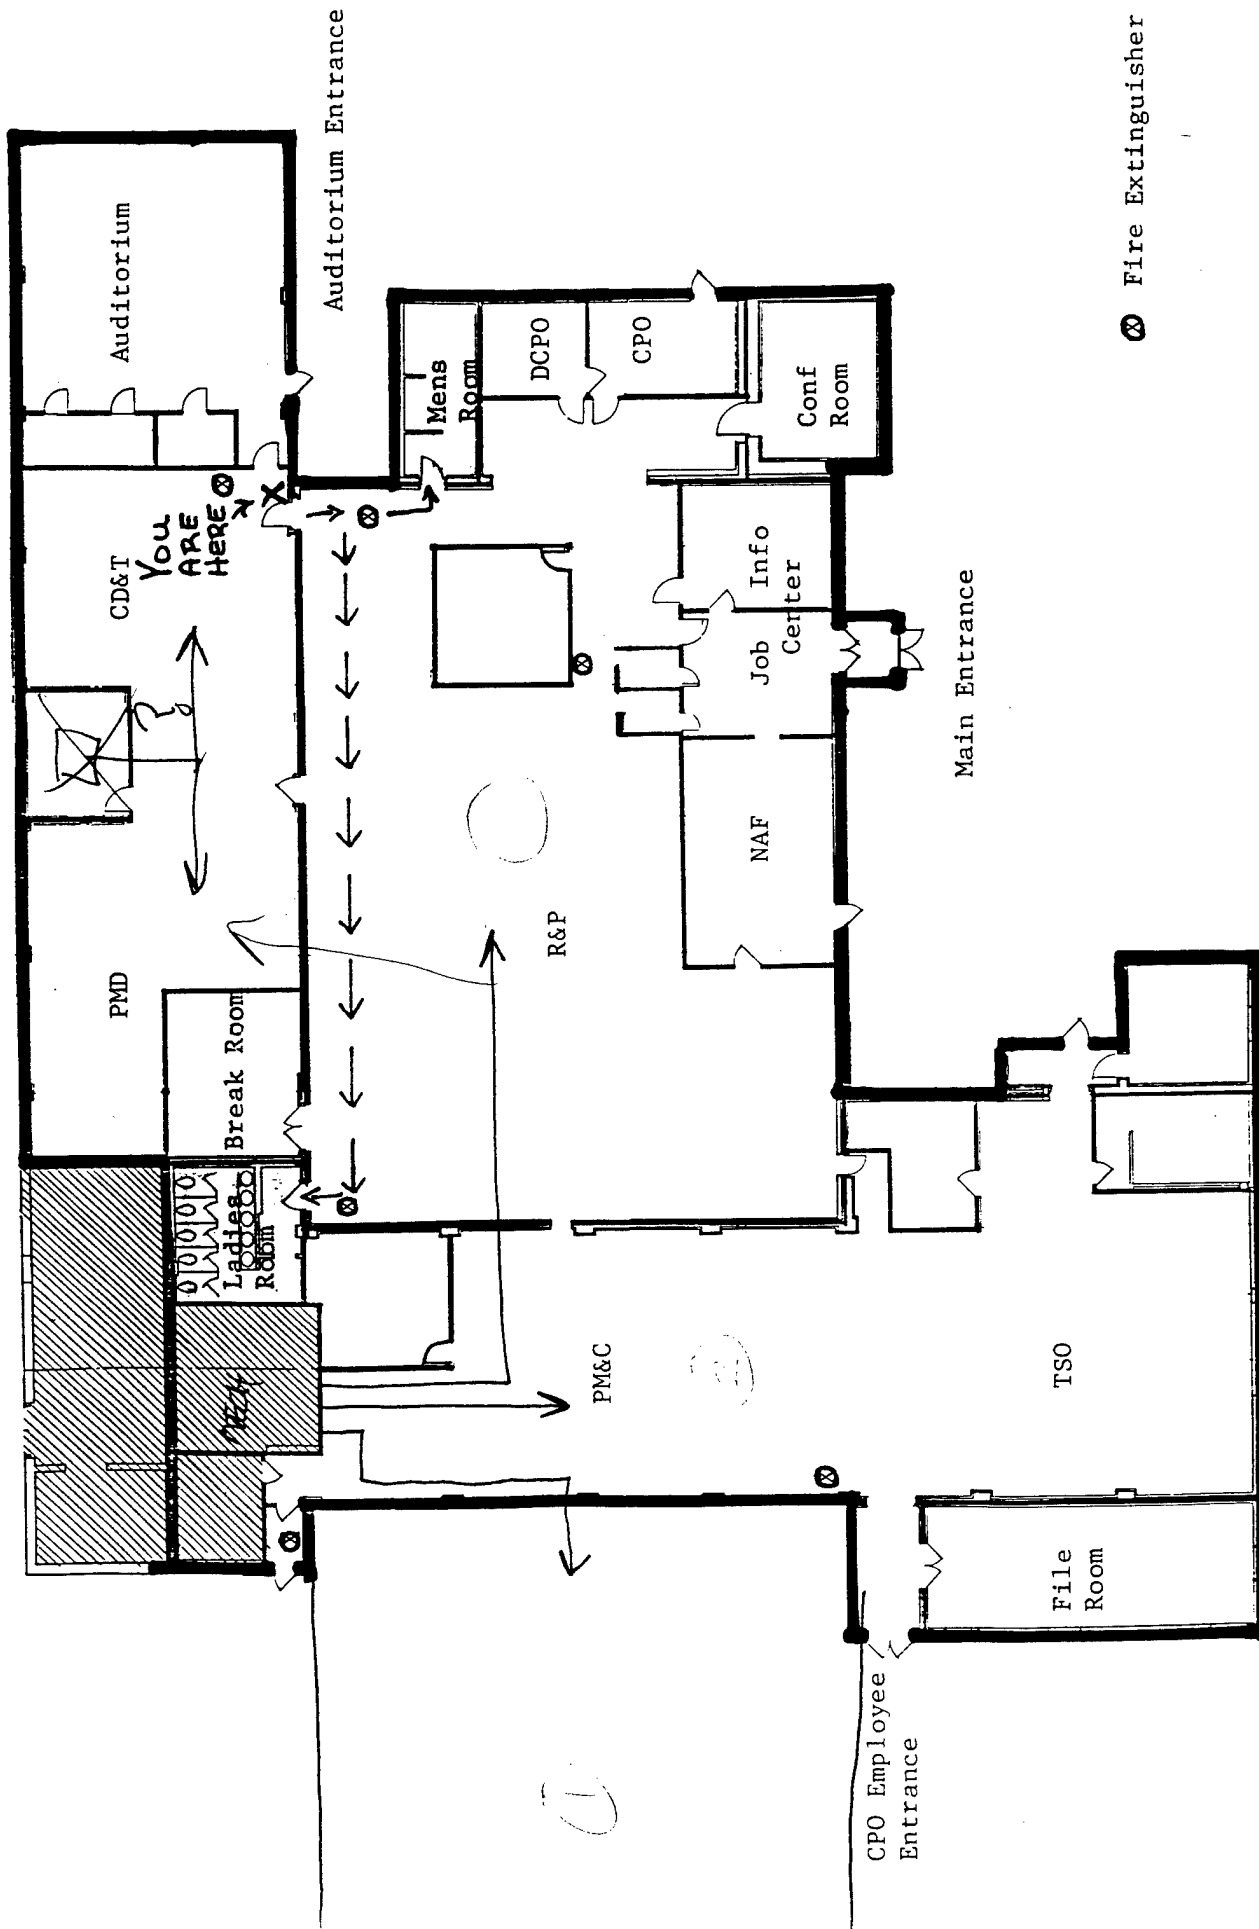 Auditorium
Auditorium Entrance
CD&T
YOU
ARE
HERE
X
Mens
Room
DCPO
CPO
Conf
Room
PMD
Break Room
Ladies
Room
R&P
Info
Job
Center
NAF
Main Entrance
PM&C
TSO
File
Room
CPO Employee
Entrance
Fire Extinguisher